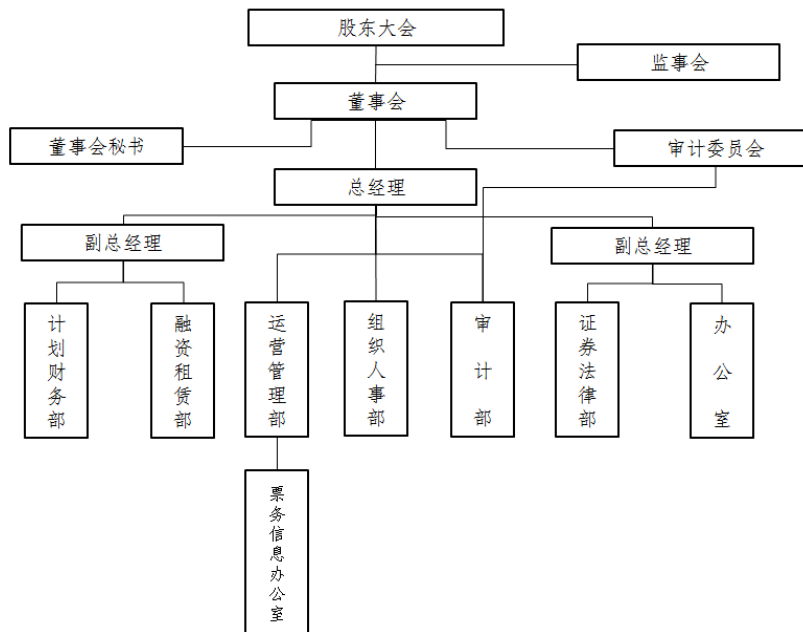 股东大会
监事会
董事会
董事会秘书
审计委员会
总经理
副总经理
副总经理
计划财务部
融资租赁部
运营管理部
组织人事部
审计部
证券法律部
办公室
票务信息办公室